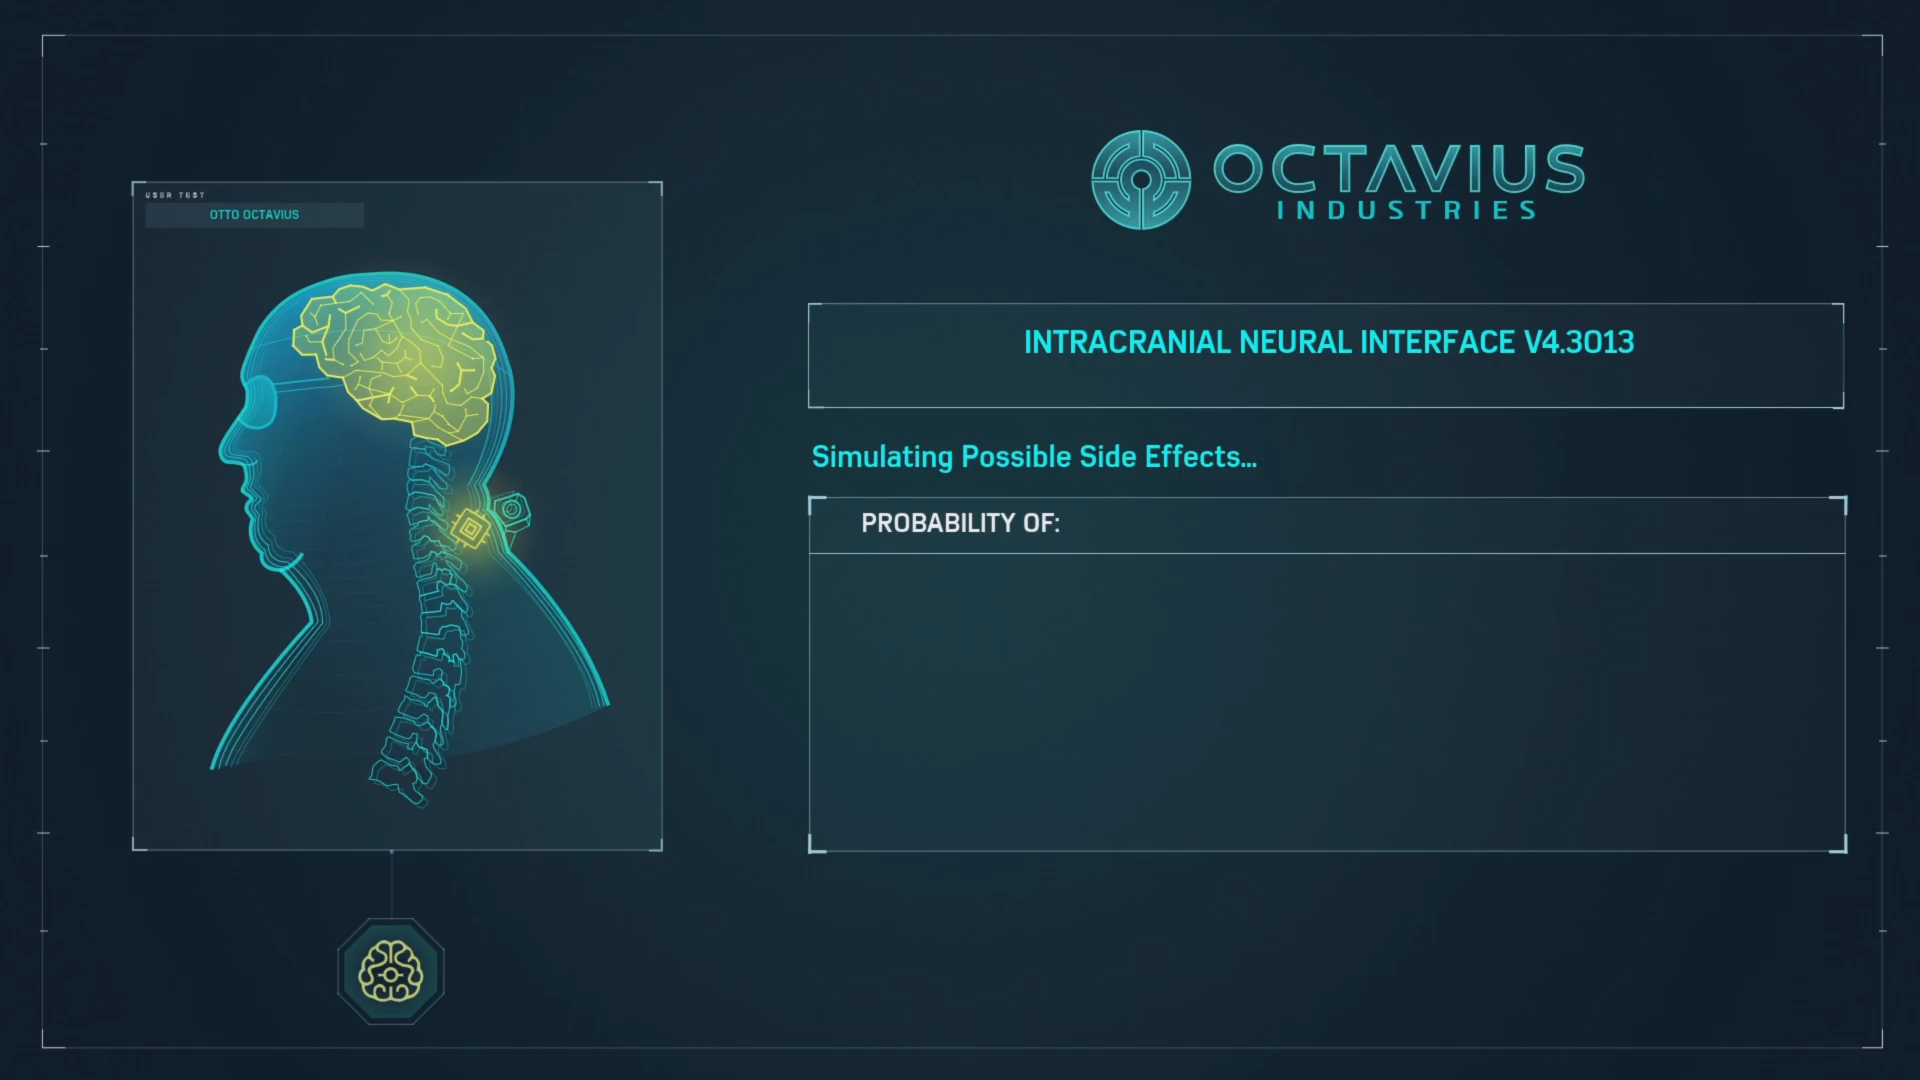 USER TEST
OTTO OCTAVIUS
OCTAVIUS
INDUSTRIES
INTRACRANIAL NEURAL INTERFACE V4.3013
Simulating Possible Side Effects...
PROBABILITY OF: